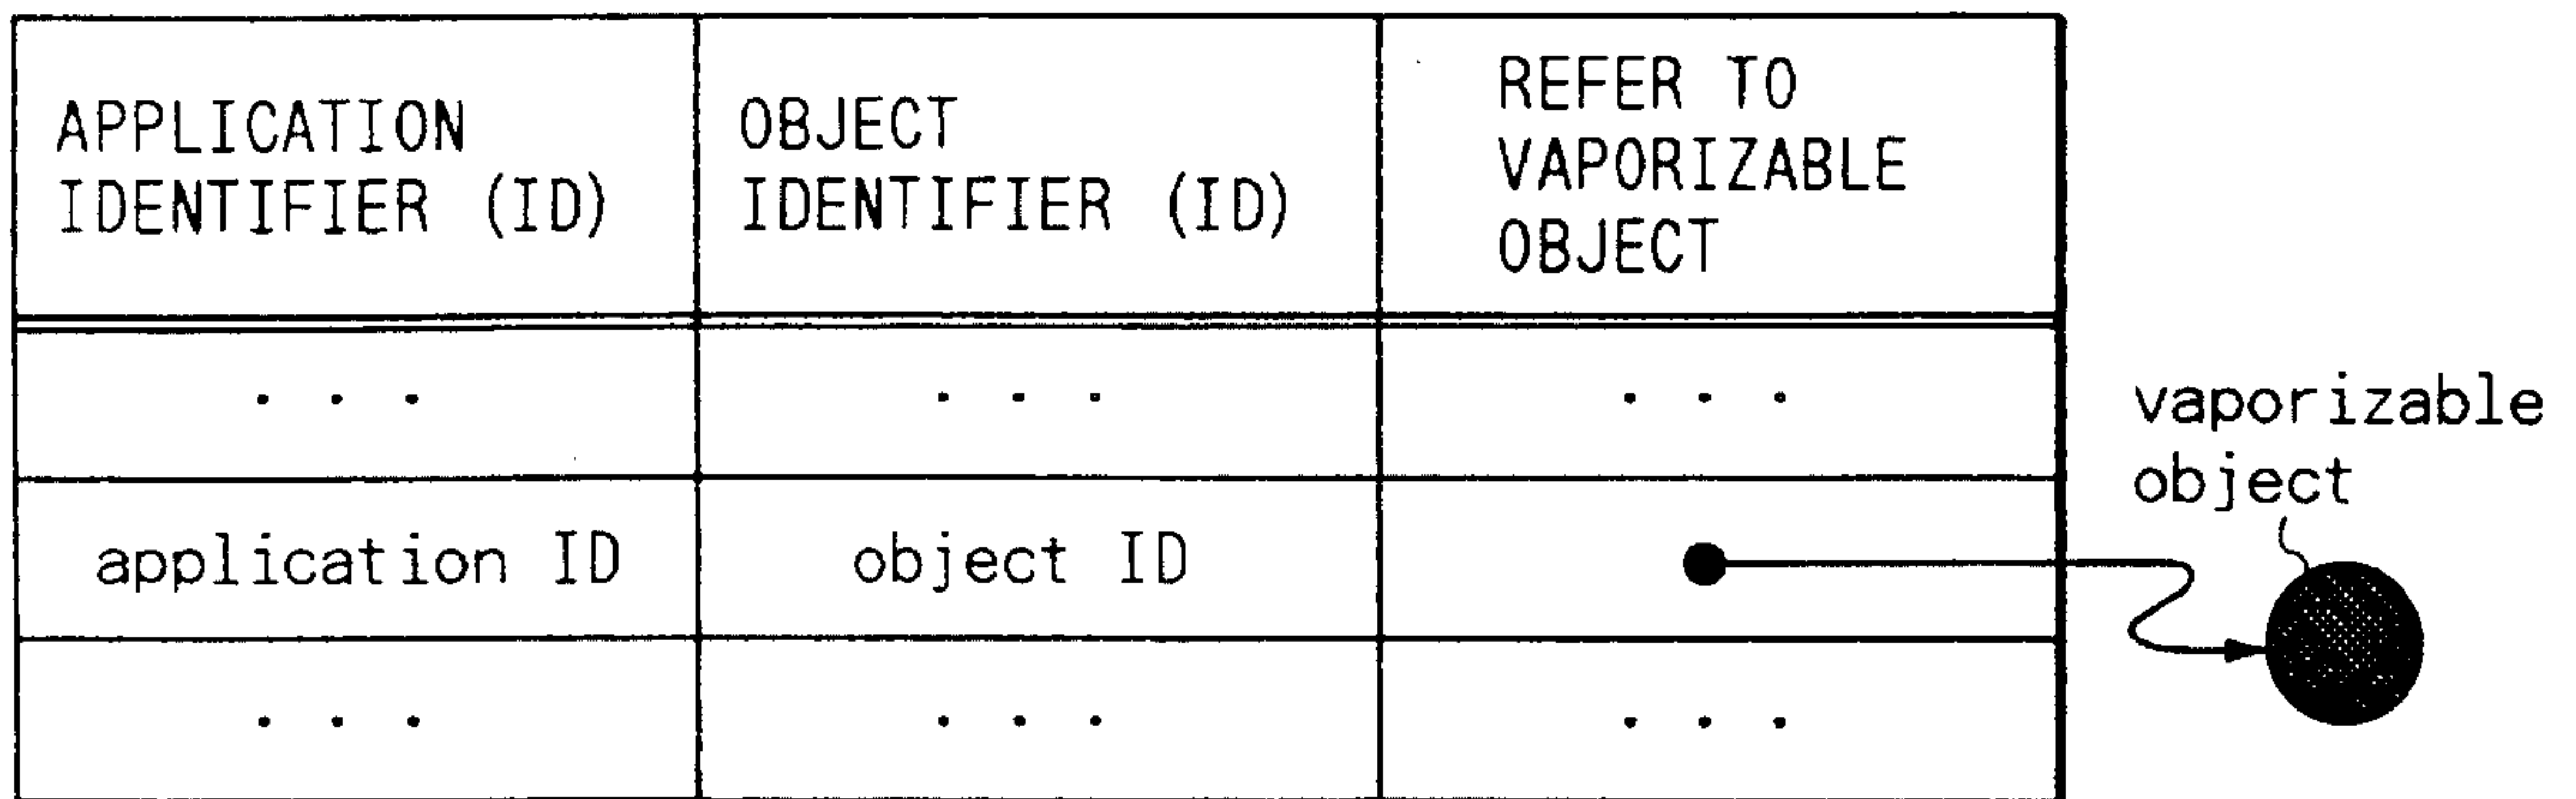 APPLICATION
IDENTIFIER (ID)
OBJECT
IDENTIFIER (ID)
REFER TO
VAPORIZABLE
OBJECT
. . .
. . .
. . .
application ID
object ID
vaporizable
object
. . .
. . .
. . .